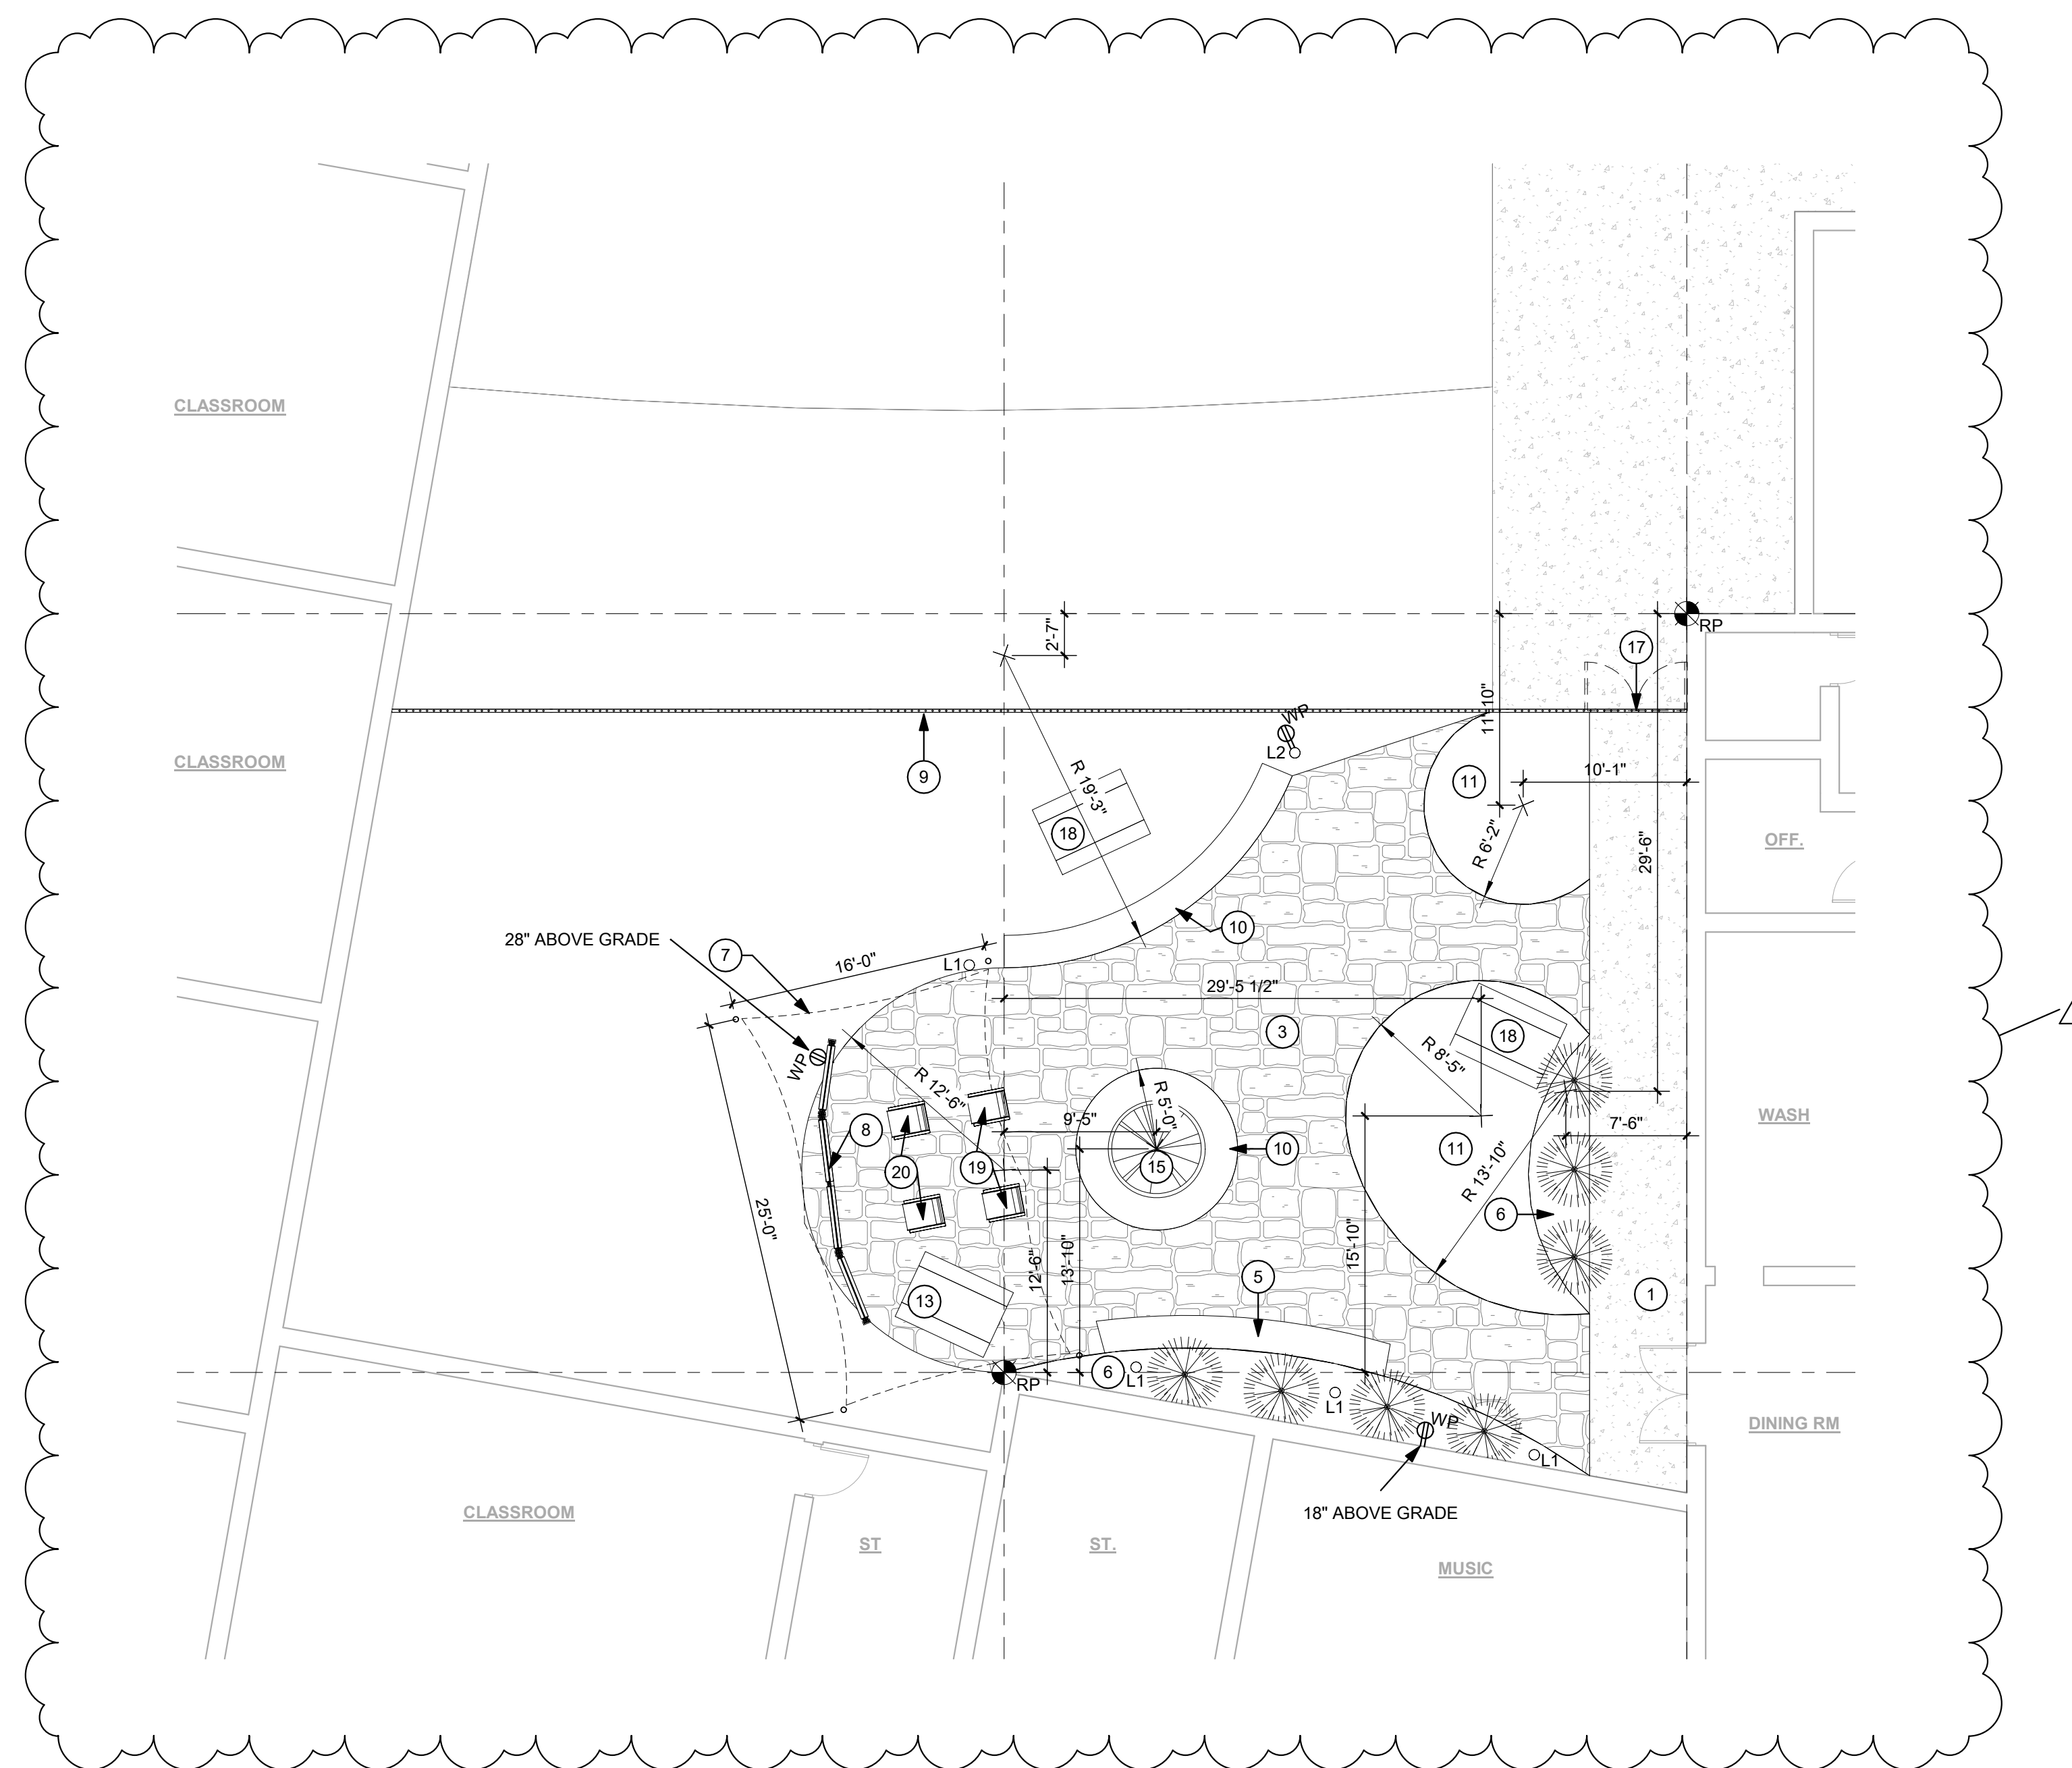 CLASSROOM
2'-7"
RP
17
11'-10"
WP
L2
CLASSROOM
9
11
10'-1"
R 19'-3"
18
R 6'-2"
OFF.
29'-6"
10
28" ABOVE GRADE
7
16'-0"
L1
29'-5 1/2"
3
18
WP
R 8'-5"
R 12'-6"
R 5'-0"
9'-5"
WASH
7'-6"
8
10
11
20
19
15
R 13'-10"
6
25'-0"
15'-10"
12'-6"
13'-10"
5
1
13
6
L1
RP
L1
WP
DINING RM
L1
CLASSROOM
18" ABOVE GRADE
ST
ST.
MUSIC